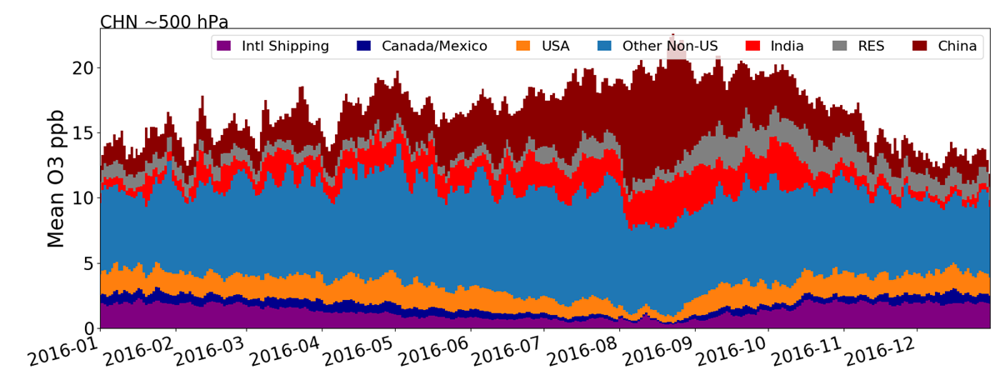 CHN ~500 hPa
Intl Shipping Canada/Mexico USA Other Non-US India RES China
Mean O3 ppb
20
15
10
5
0
2016-01 2016-02 2016-03 2016-04 2016-05 2016-06 2016-07 2016-08 2016-09 2016-10 2016-11 2016-12